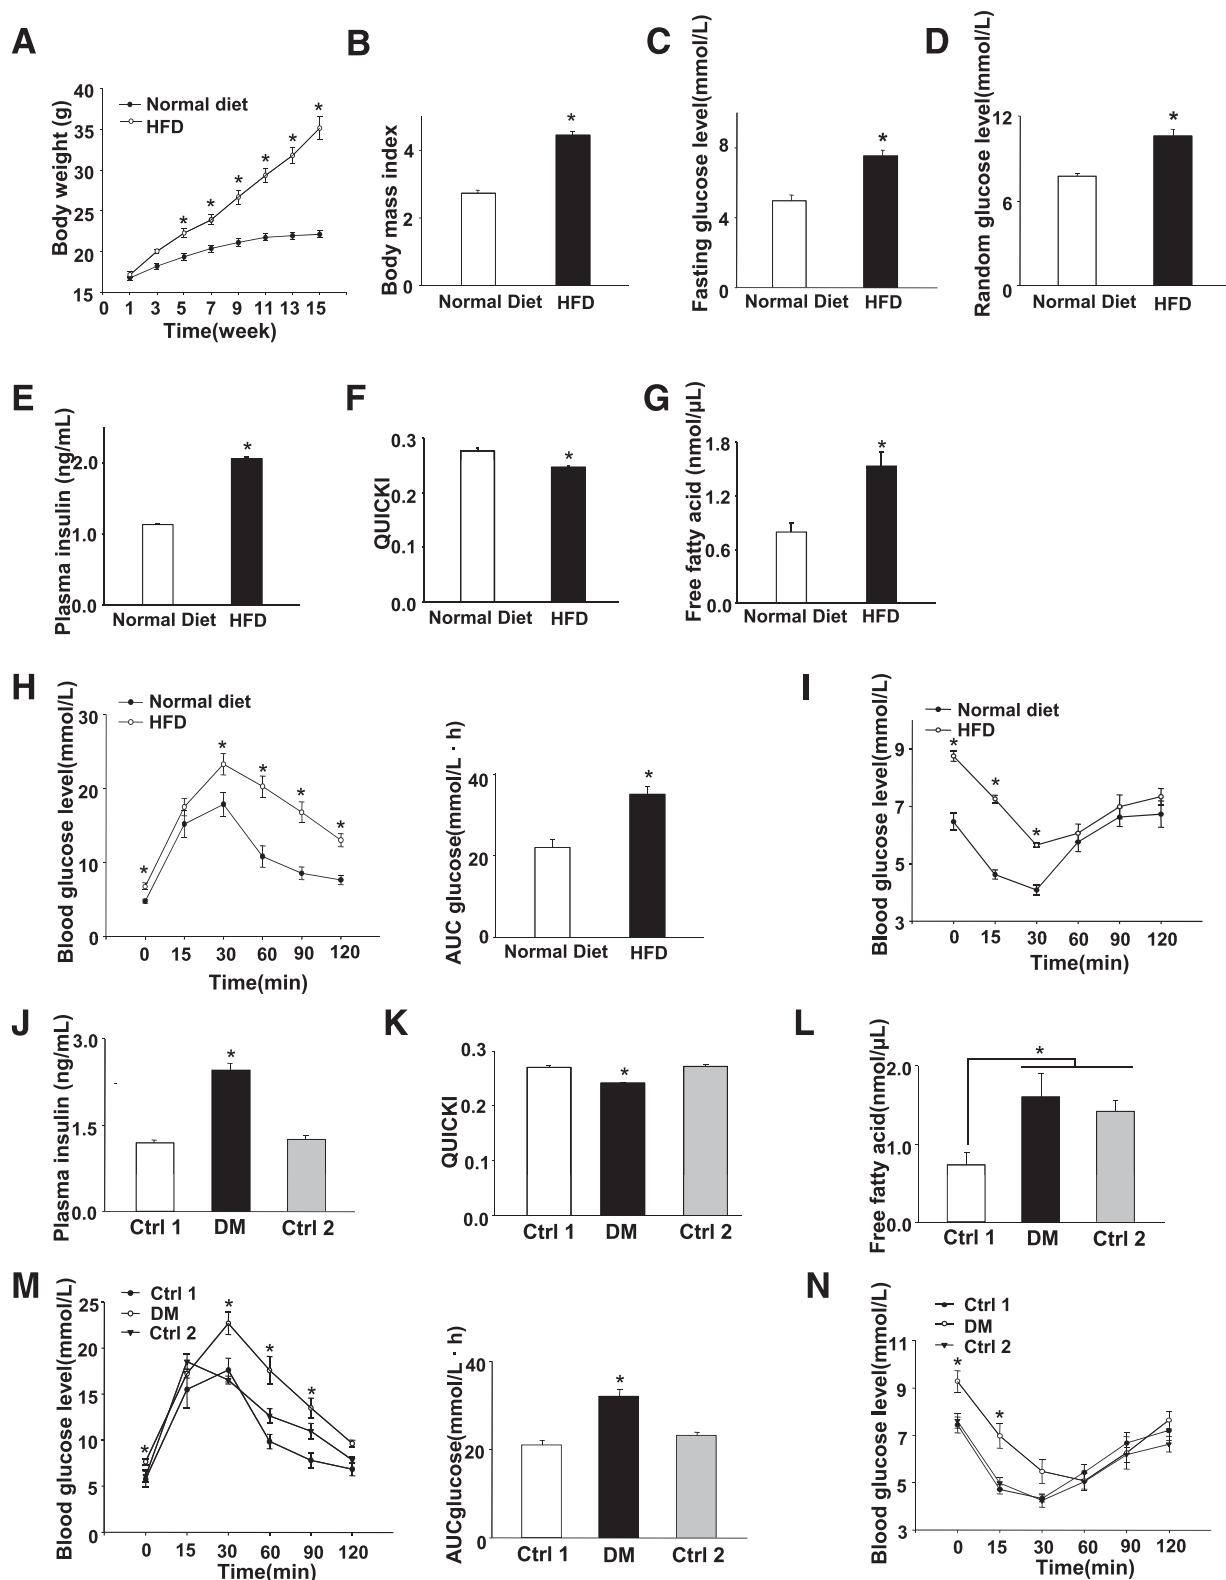 A
Body weight (g)
40
35
30
25
20
15
Normal diet
HFD
*
*
*
*
*
*
0 1 3 5 7 9 11 13 15
Time(week)
B
Body mass index
4
2
0
*
Normal Diet HFD
C
Fasting glucose level(mmol/L)
8
4
0
*
Normal Diet HFD
D
Random glucose level(mmol/L)
12
6
0
*
Normal Diet HFD
E
Plasma insulin (ng/mL)
2.0
1.0
0.0
*
Normal Diet HFD
F
QUICKI
0.3
0.2
0.1
0.0
*
Normal Diet HFD
G
Free fatty acid (nmol/µL)
1.8
1.2
0.6
0.0
*
Normal Diet HFD
H
Blood glucose level(mmol/L)
30
20
10
0
Normal diet
HFD
*
*
*
*
*
0 15 30 60 90 120
Time(min)
AUC glucose(mmol/L · h)
40
20
0
*
Normal Diet HFD
I
Blood glucose level(mmol/L)
9
7
5
3
Normal diet
HFD
*
*
*
0 15 30 60 90 120
Time(min)
J
Plasma insulin (ng/mL)
3.0
1.5
0.0
*
Ctrl 1 DM Ctrl 2
K
QUICKI
0.3
0.2
0.1
0.0
*
Ctrl 1 DM Ctrl 2
L
Free fatty acid(nmol/µL)
2.0
1.0
0.0
*
Ctrl 1 DM Ctrl 2
M
Blood glucose level(mmol/L)
25
20
15
10
5
0
Ctrl 1
DM
Ctrl 2
*
*
*
*
0 15 30 60 90 120
Time(min)
AUCglucose(mmol/L · h)
40
20
0
*
Ctrl 1 DM Ctrl 2
N
Blood glucose level(mmol/L)
11
9
7
5
3
Ctrl 1
DM
Ctrl 2
*
*
0 15 30 60 90 120
Time(min)